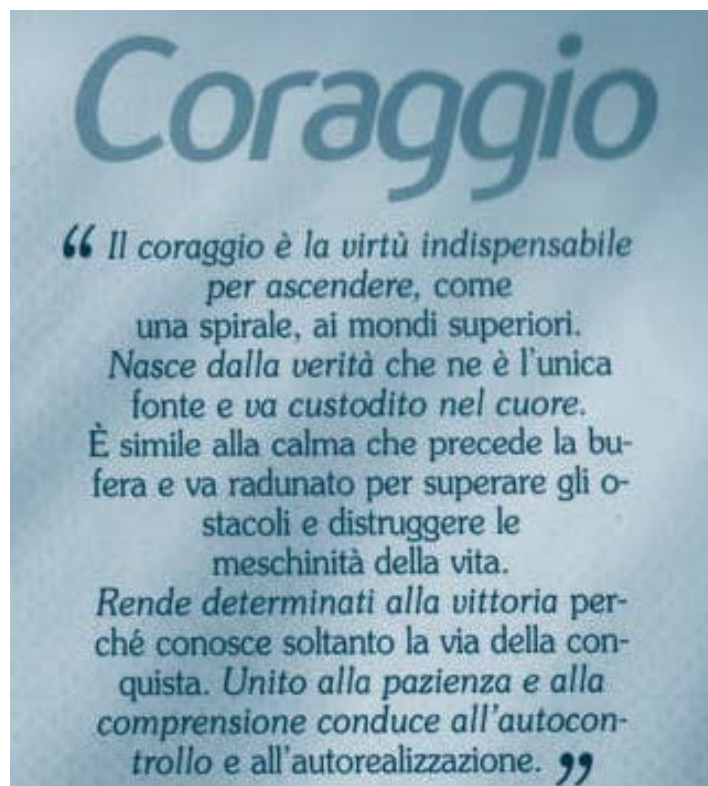 Coraggio
“ Il coraggio è la virtù indispensabile
per ascendere, come
una spirale, ai mondi superiori.
Nasce dalla verità che ne è l'unica
fonte e va custodito nel cuore.
È simile alla calma che precede la bu-
fera e va radunato per superare gli o-
stacoli e distruggere le
meschinità della vita.
Rende determinati alla vittoria per-
ché conosce soltanto la via della con-
quista. Unito alla pazienza e alla
comprensione conduce all'autocon-
trollo e all'autorealizzazione. ”